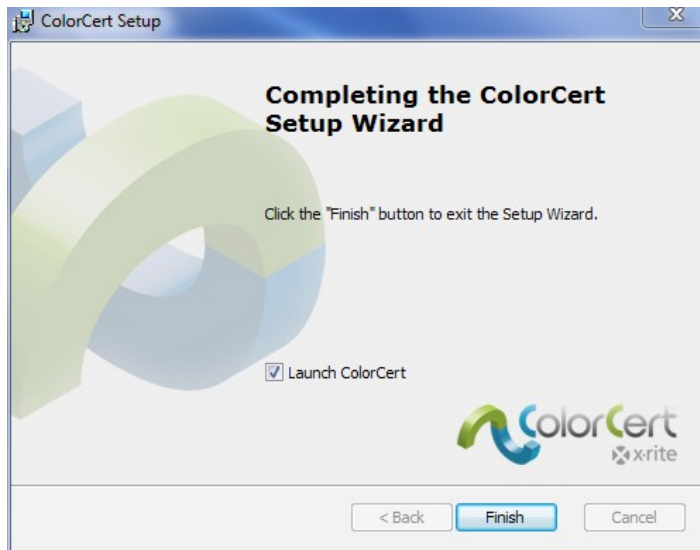 ColorCert Setup
Completing the ColorCert
Setup Wizard
Click the "Finish" button to exit the Setup Wizard.
Launch ColorCert
ColorCert
x·rite
< Back
Finish
Cancel